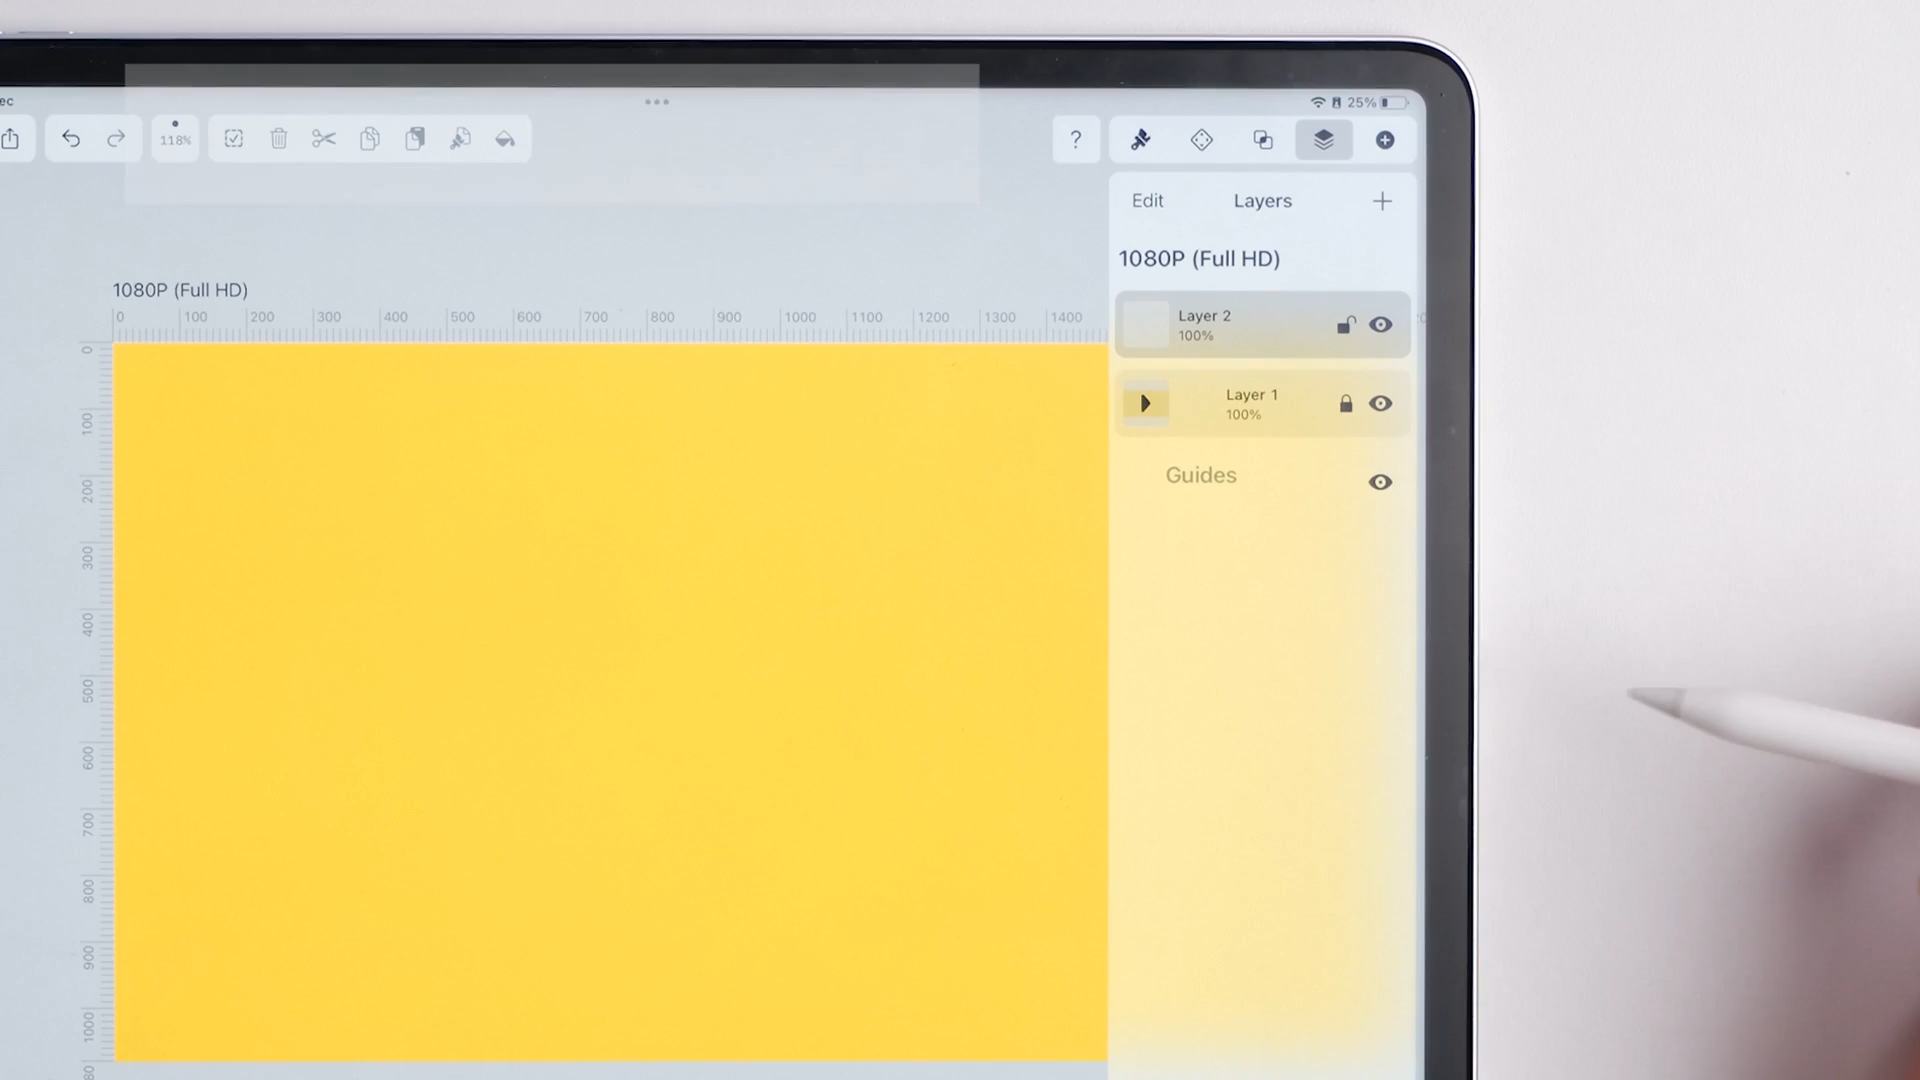 ec
25%
118%
?
Edit Layers +
1080P (Full HD)
1080P (Full HD)
0 100 200 300 400 500 600 700 800 900 1000 1100 1200 1300 1400
Layer 2
100%
Layer 1
100%
Guides
0
100
200
300
400
500
600
700
800
900
1000
80